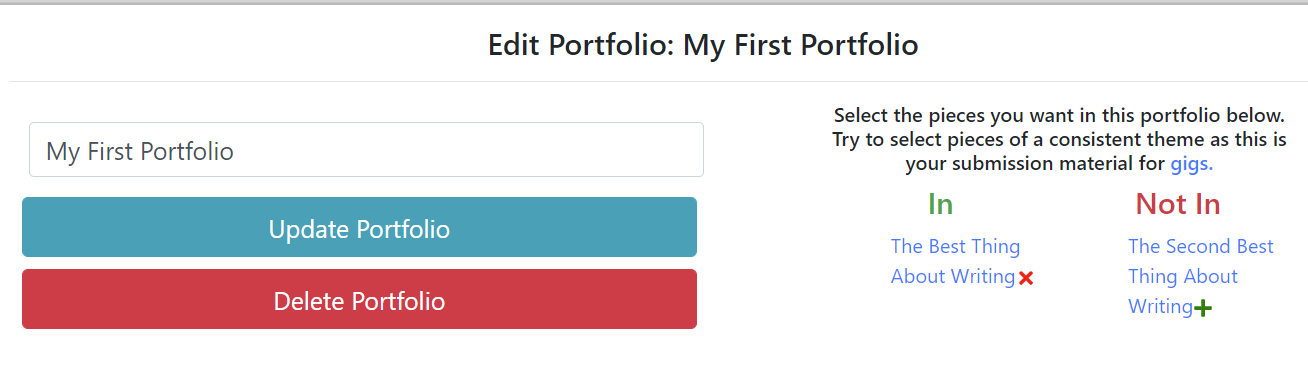 Edit Portfolio: My First Portfolio
My First Portfolio
Update Portfolio
Delete Portfolio
Select the pieces you want in this portfolio below.
Try to select pieces of a consistent theme as this is
your submission material for gigs.
In
The Best Thing
About Writing
Not In
The Second Best
Thing About
Writing